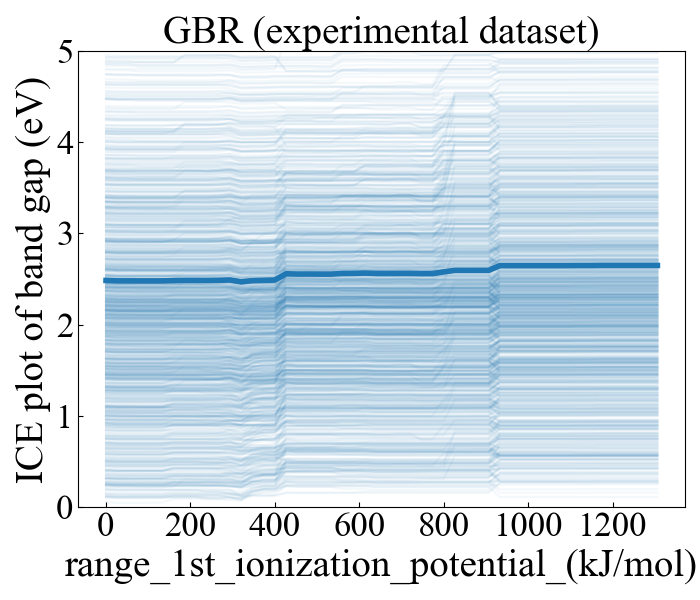 GBR (experimental dataset)
ICE plot of band gap (eV)
5
4
3
2
1
0
0 200 400 600 800 1000 1200
range_1st_ionization_potential_(kJ/mol)